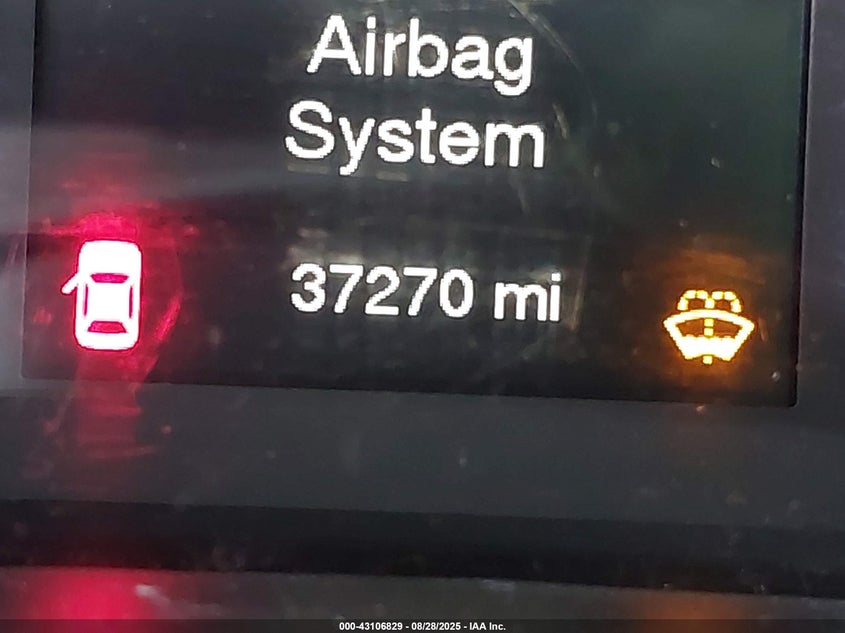 Airbag
System
37270 mi
000-43106829 - 08/28/2025 - IAA Inc.